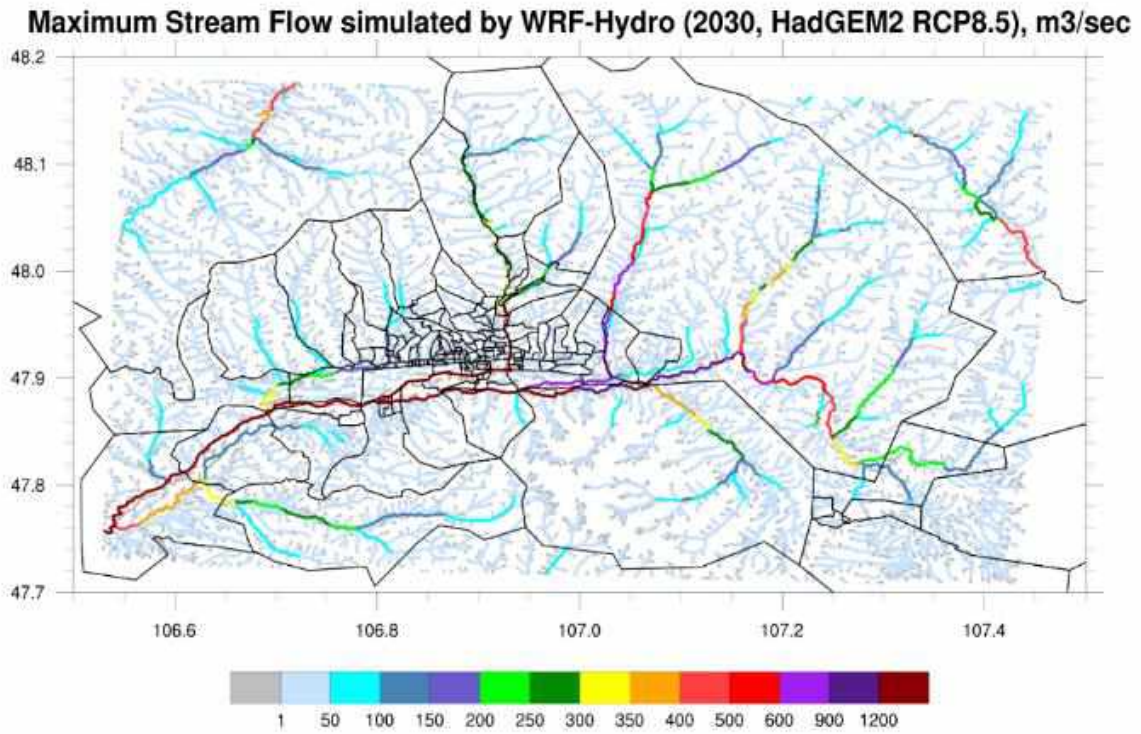 Maximum Stream Flow simulated by WRF-Hydro (2030, HadGEM2 RCP8.5), m3/sec
48.2
48.1
48.0
47.9
47.8
47.7
106.6 106.8 107.0 107.2 107.4
1 50 100 150 200 250 300 350 400 500 600 900 1200